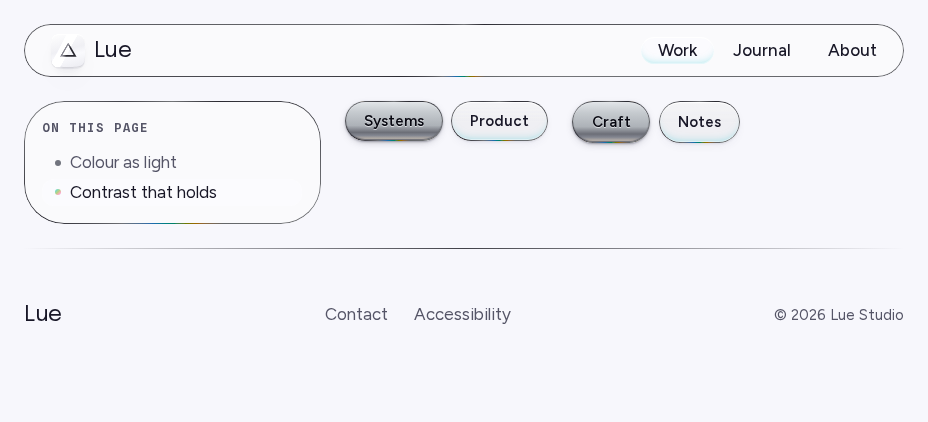 Lue
Work Journal About
ON THIS PAGE
Colour as light
Contrast that holds
Systems Product Craft Notes
Lue
Contact Accessibility
© 2026 Lue Studio